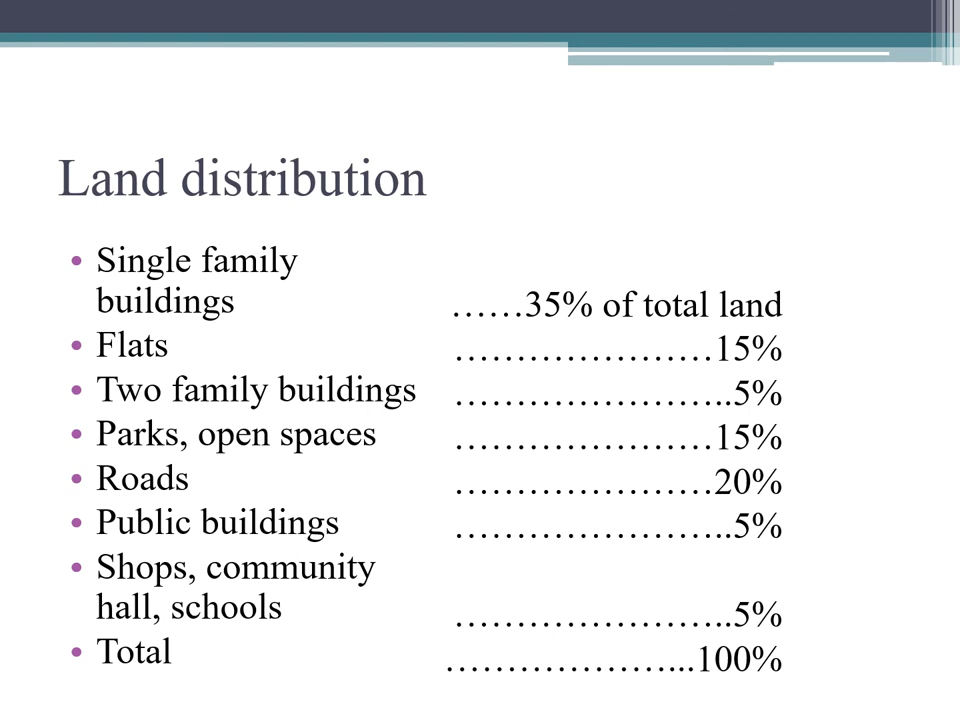 Land distribution
• Single family
buildings ……35% of total land
• Flats …………………15%
• Two family buildings …………………..5%
• Parks, open spaces …………………15%
• Roads …………………20%
• Public buildings …………………..5%
• Shops, community
hall, schools …………………..5%
• Total ………………...100%